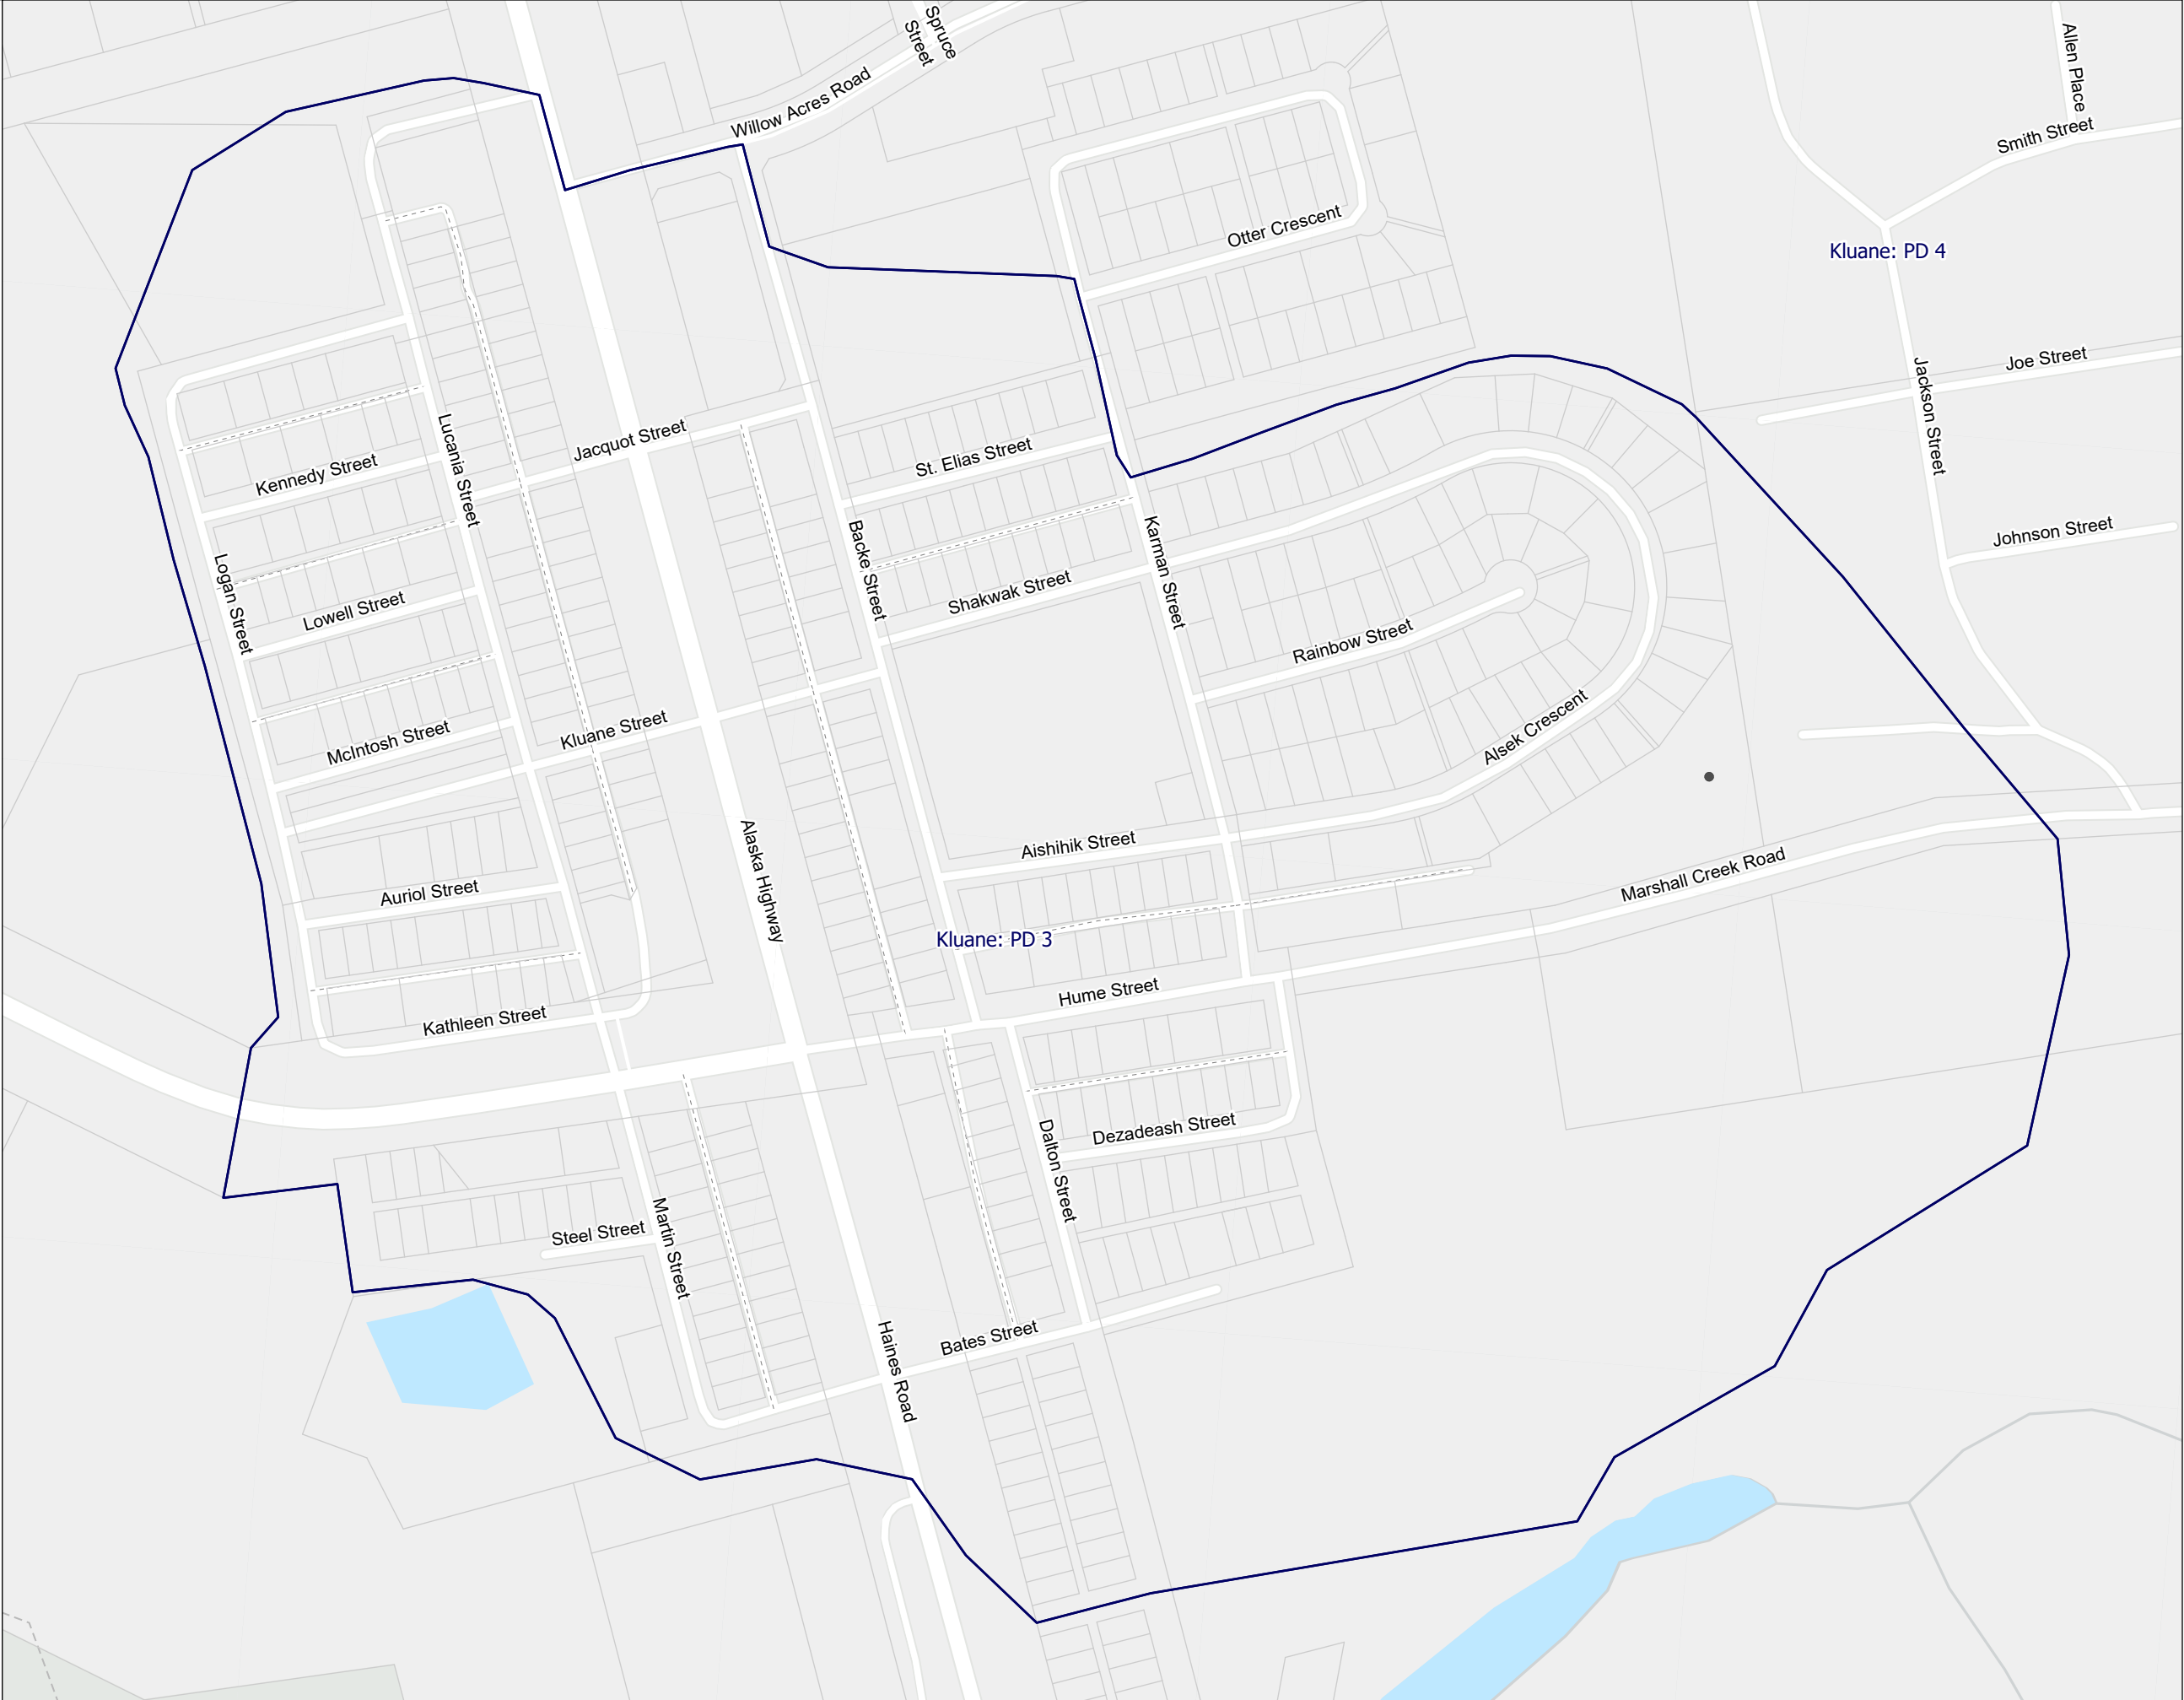 Spruce
Street
Allen Place
Willow Acres Road
Smith Street
Otter Crescent
Kluane: PD 4
Joe Street
Jackson Street
Jacquot Street
Lucania Street
St. Elias Street
Kennedy Street
Johnson Street
Backe Street
Karman Street
Logan Street
Shakwak Street
Lowell Street
Rainbow Street
Kluane Street
McIntosh Street
Alsek Crescent
Aishihik Street
Alaska Highway
Marshall Creek Road
Auriol Street
Kluane: PD 3
Hume Street
Kathleen Street
Dezadeash Street
Dalton Street
Steel Street
Martin Street
Bates Street
Haines Road